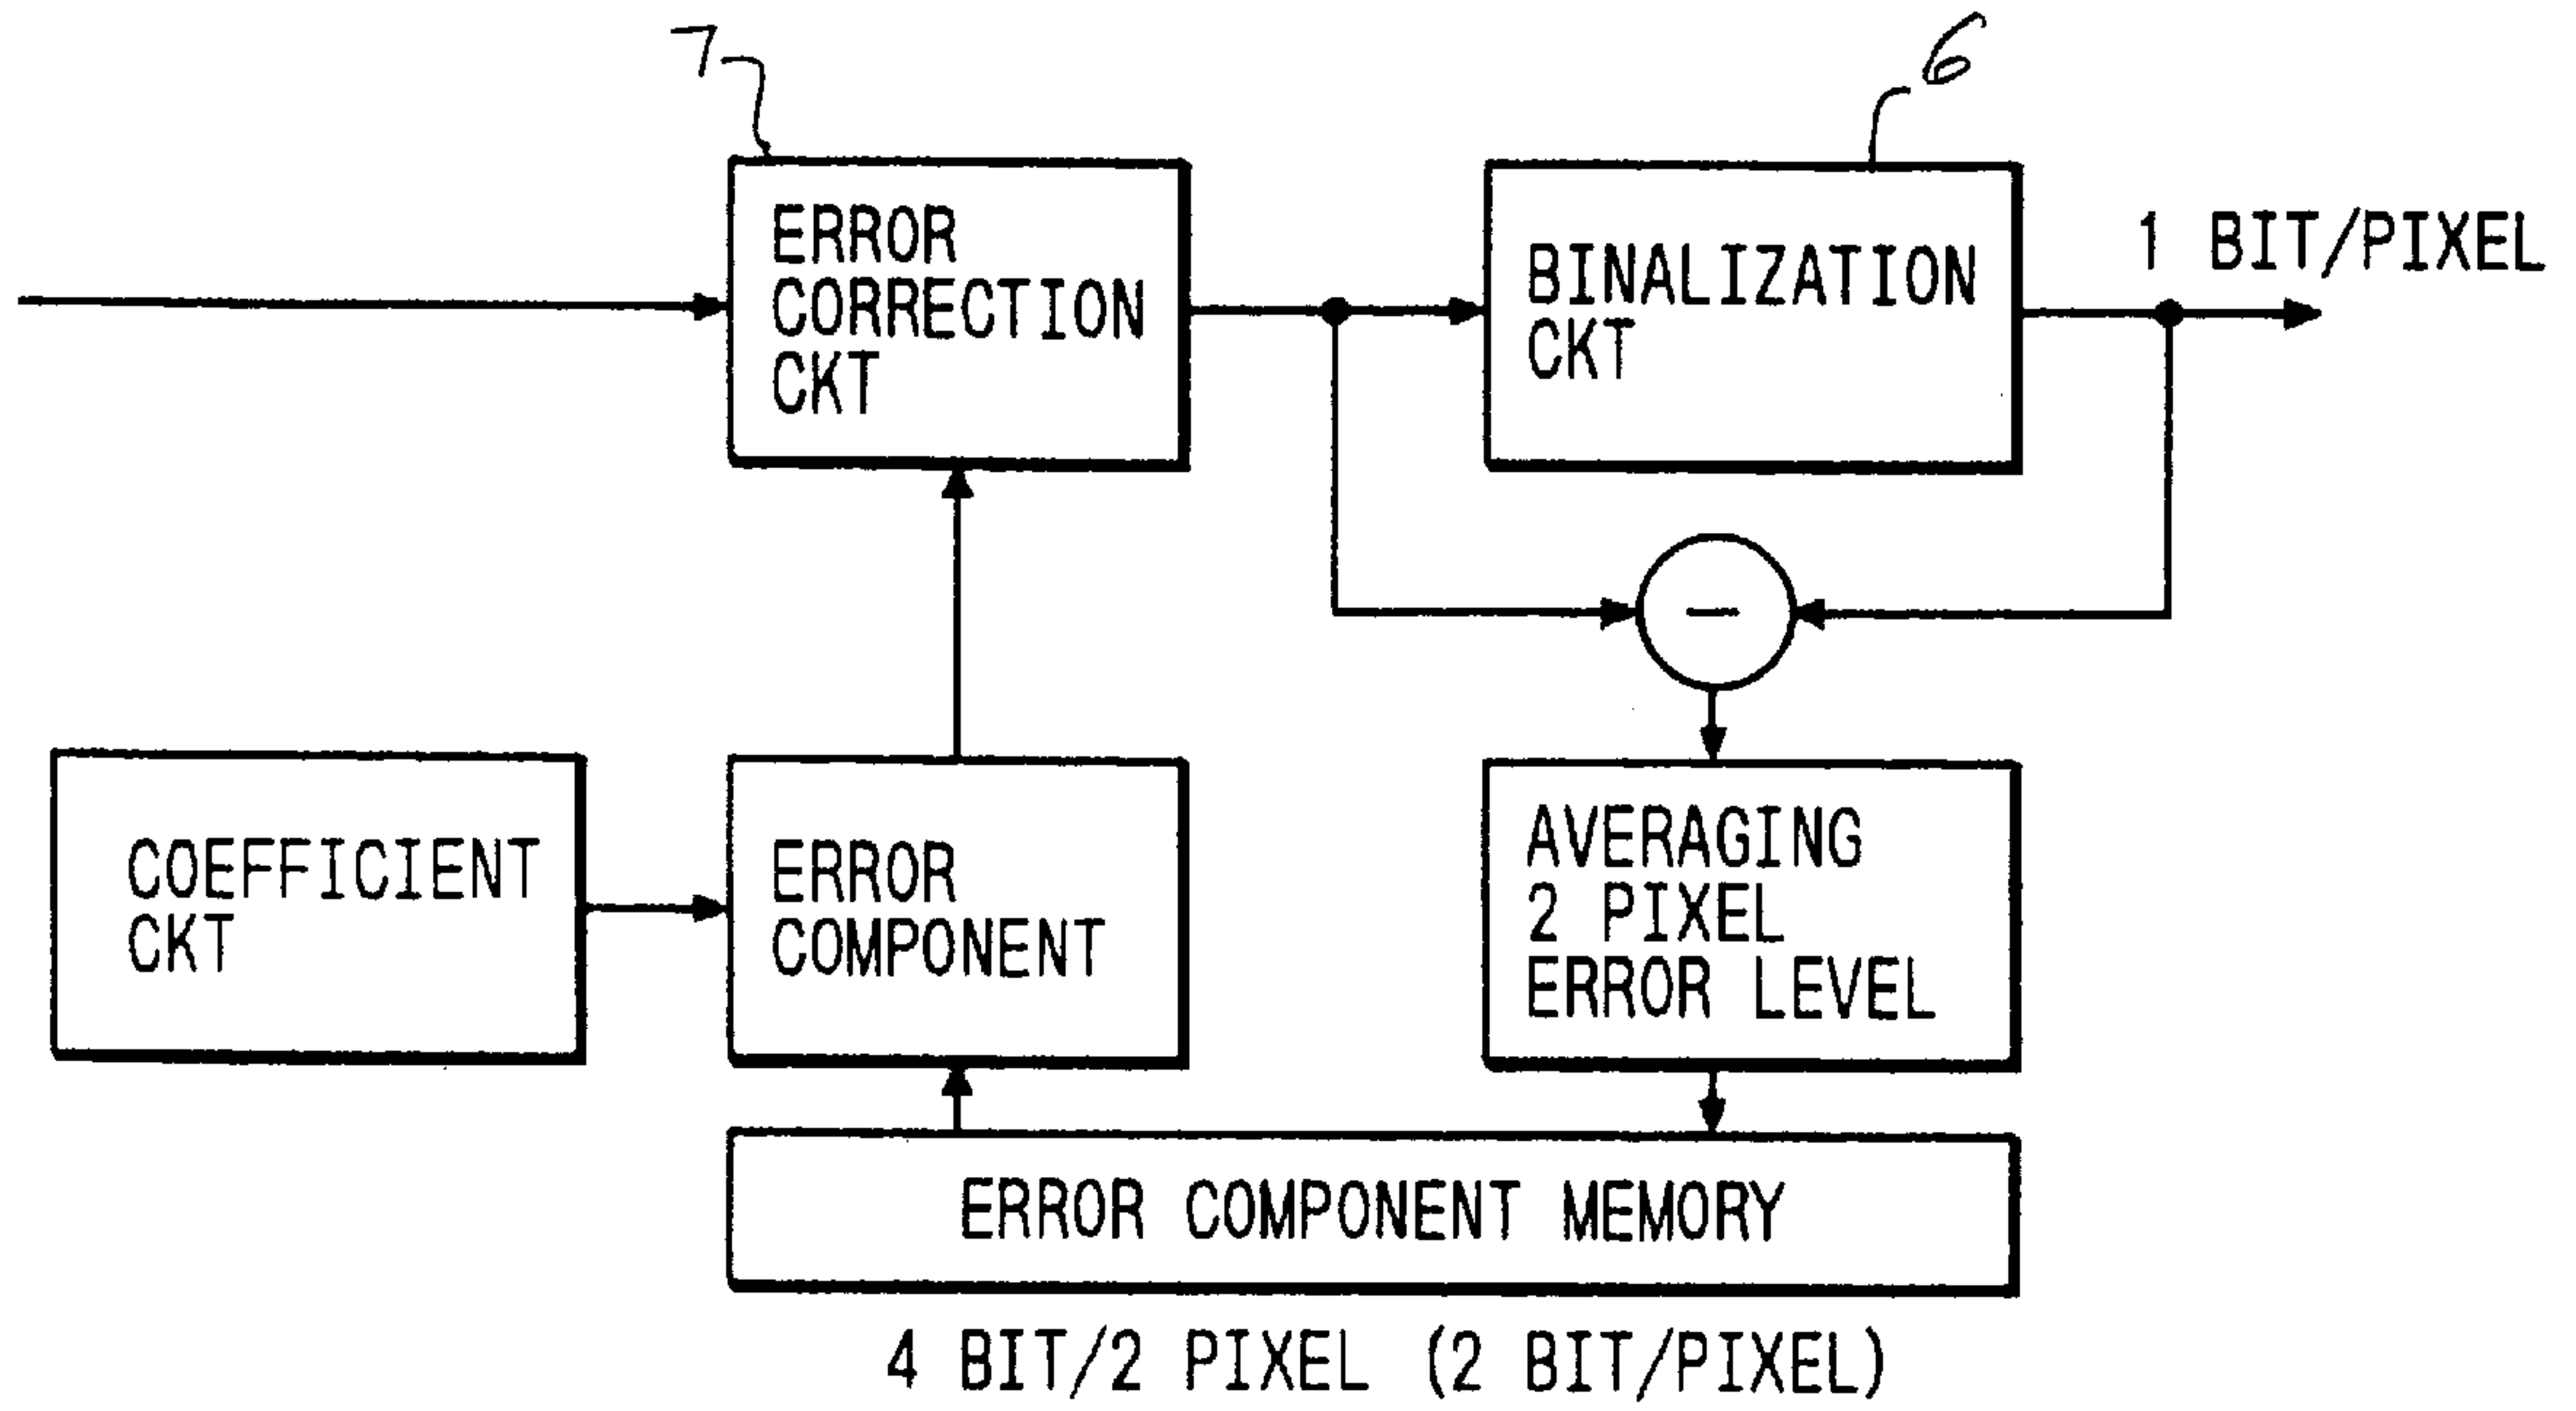 7
6
ERROR
CORRECTION
CKT
BINALIZATION
CKT
1 BIT/PIXEL
−
COEFFICIENT
CKT
ERROR
COMPONENT
AVERAGING
2 PIXEL
ERROR LEVEL
ERROR COMPONENT MEMORY
4 BIT/2 PIXEL (2 BIT/PIXEL)